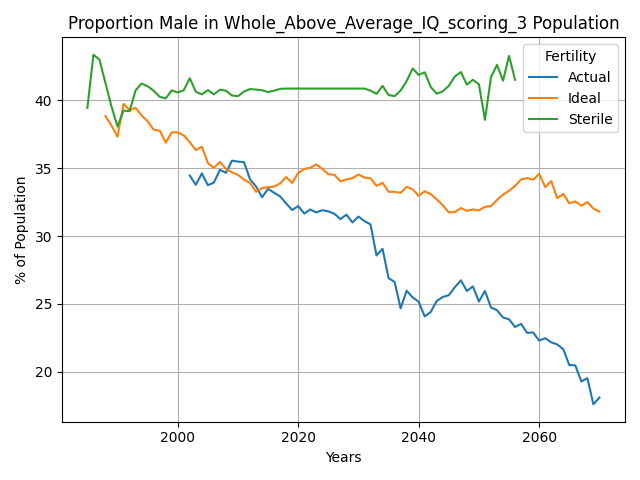 Proportion Male in Whole_Above_Average_IQ_scoring_3 Population
% of Population
40
35
30
25
20
Fertility
Actual
Ideal
Sterile
2000
2020
2040
2060
Years